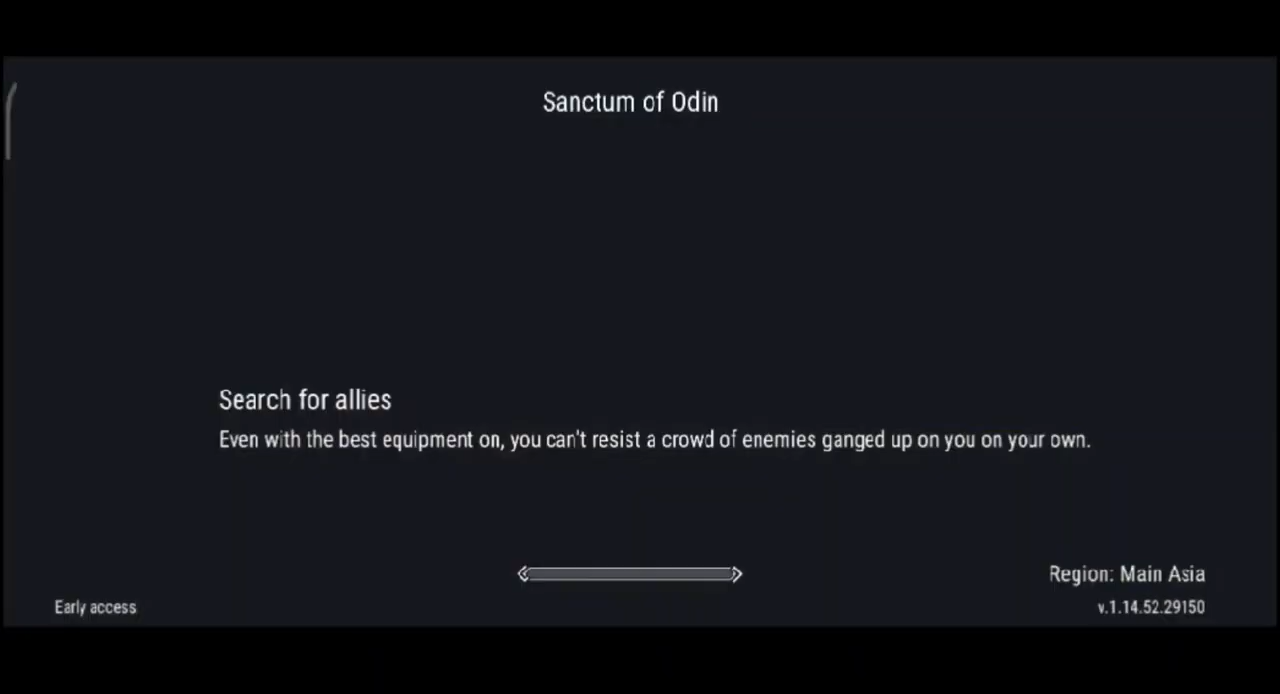 Sanctum of Odin
Search for allies
Even with the best equipment on, you can't resist a crowd of enemies ganged up on you on your own.
Region: Main Asia
Early access
v.1.14.52.29150